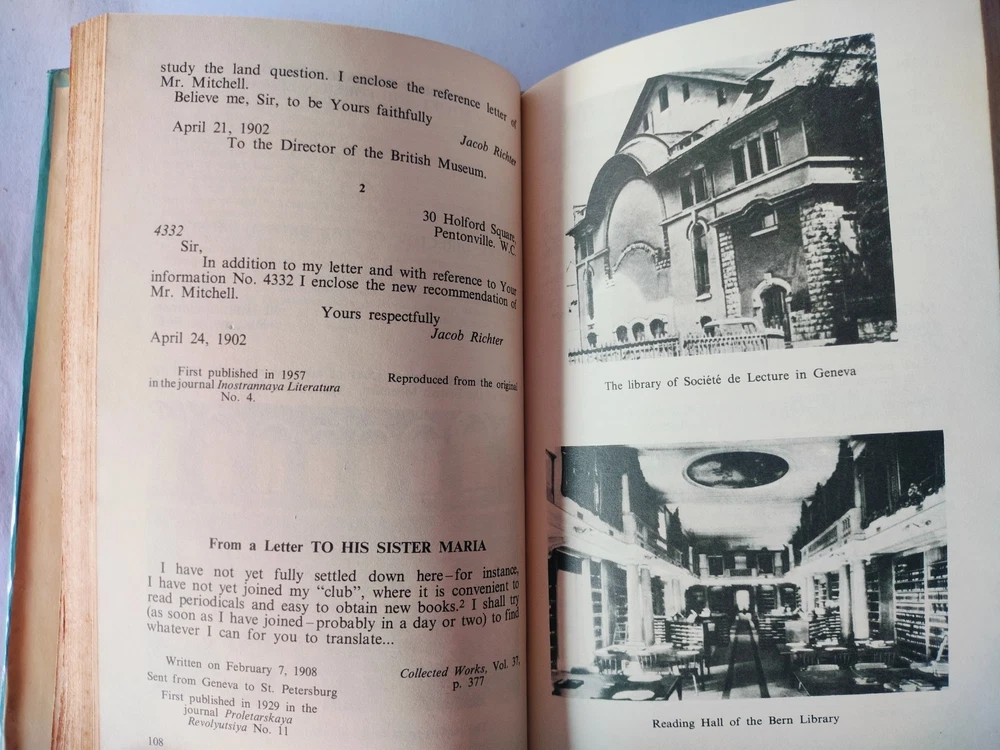 study the land question. I enclose the reference letter of
Mr. Mitchell.
Believe me, Sir, to be Yours faithfully
Jacob Richter
April 21, 1902
To the Director of the British Museum.
2
30 Holford Square,
Pentonville. W.C
4332
Sir,
In addition to my letter and with reference to Your
information No. 4332 I enclose the new recommendation of
Mr. Mitchell.
Yours respectfully
Jacob Richter
April 24, 1902
First published in 1957
in the journal Inostrannaya Literatura
No. 4.
Reproduced from the original
From a Letter TO HIS SISTER MARIA
I have not yet fully settled down here–for instance,
I have not yet joined my “club”, where it is convenient to
read periodicals and easy to obtain new books.² I shall try
(as soon as I have joined–probably in a day or two) to find
whatever I can for you to translate...
Written on February 7, 1908
Sent from Geneva to St. Petersburg
First published in 1929 in the
journal Proletarskaya
Revolyutsiya No. 11
Collected Works, Vol. 37,
p. 377
108
The library of Société de Lecture in Geneva
Reading Hall of the Bern Library